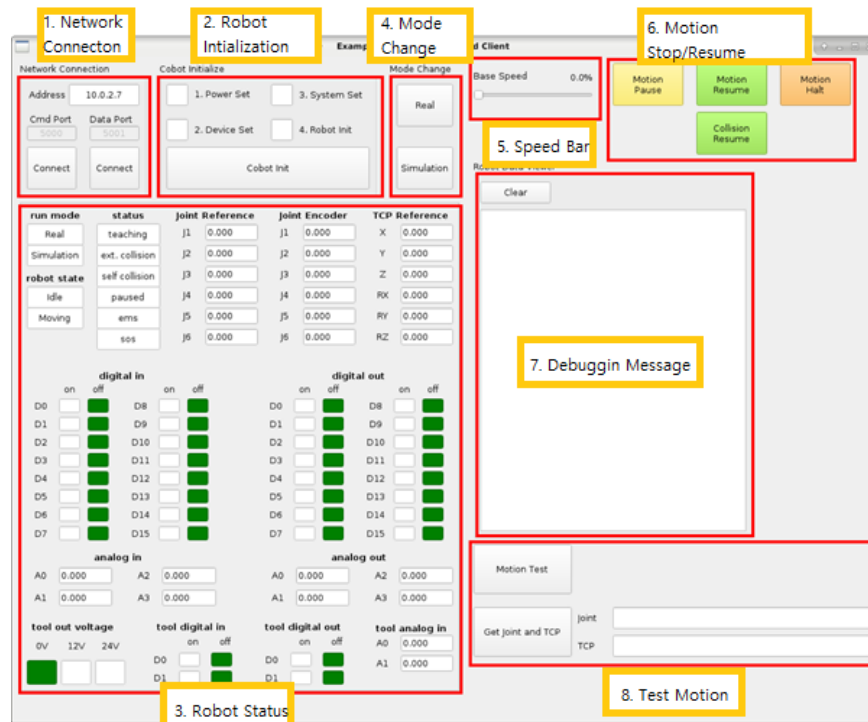 1. Network
Connecton
2. Robot
Intialization
4. Mode
Change
6. Motion
Stop/Resume
Examp
d Client
Network Connection
Cobot Initialize
Mode Change
Address 10.0.2.7
Cmd Port Data Port
5000 5001
Connect Connect
1. Power Set 3. System Set
2. Device Set 4. Robot Init
Cobot Init
Real
Simulation
Base Speed 0.0%
Motion
Pause
Motion
Resume
Motion
Halt
Collision
Resume
5. Speed Bar
Clear
7. Debuggin Message
run mode status Joint Reference Joint Encoder TCP Reference
Real teaching J1 0.000 J1 0.000 X 0.000
Simulation ext. collision J2 0.000 J2 0.000 Y 0.000
robot state self collision J3 0.000 J3 0.000 Z 0.000
Idle paused J4 0.000 J4 0.000 RX 0.000
Moving ems J5 0.000 J5 0.000 RY 0.000
sos J6 0.000 J6 0.000 RZ 0.000
digital in digital out
on off on off on off on off
D0 D8 D0 D8
D1 D9 D1 D9
D2 D10 D2 D10
D3 D11 D3 D11
D4 D12 D4 D12
D5 D13 D5 D13
D6 D14 D6 D14
D7 D15 D7 D15
analog in analog out
A0 0.000 A2 0.000 A0 0.000 A2 0.000
A1 0.000 A3 0.000 A1 0.000 A3 0.000
tool out voltage tool digital in tool digital out tool analog in
0V 12V 24V on off on off A0 0.000
D0 D0 A1 0.000
D1 D1
3. Robot Status
Motion Test
Get Joint and TCP
Joint
TCP
8. Test Motion